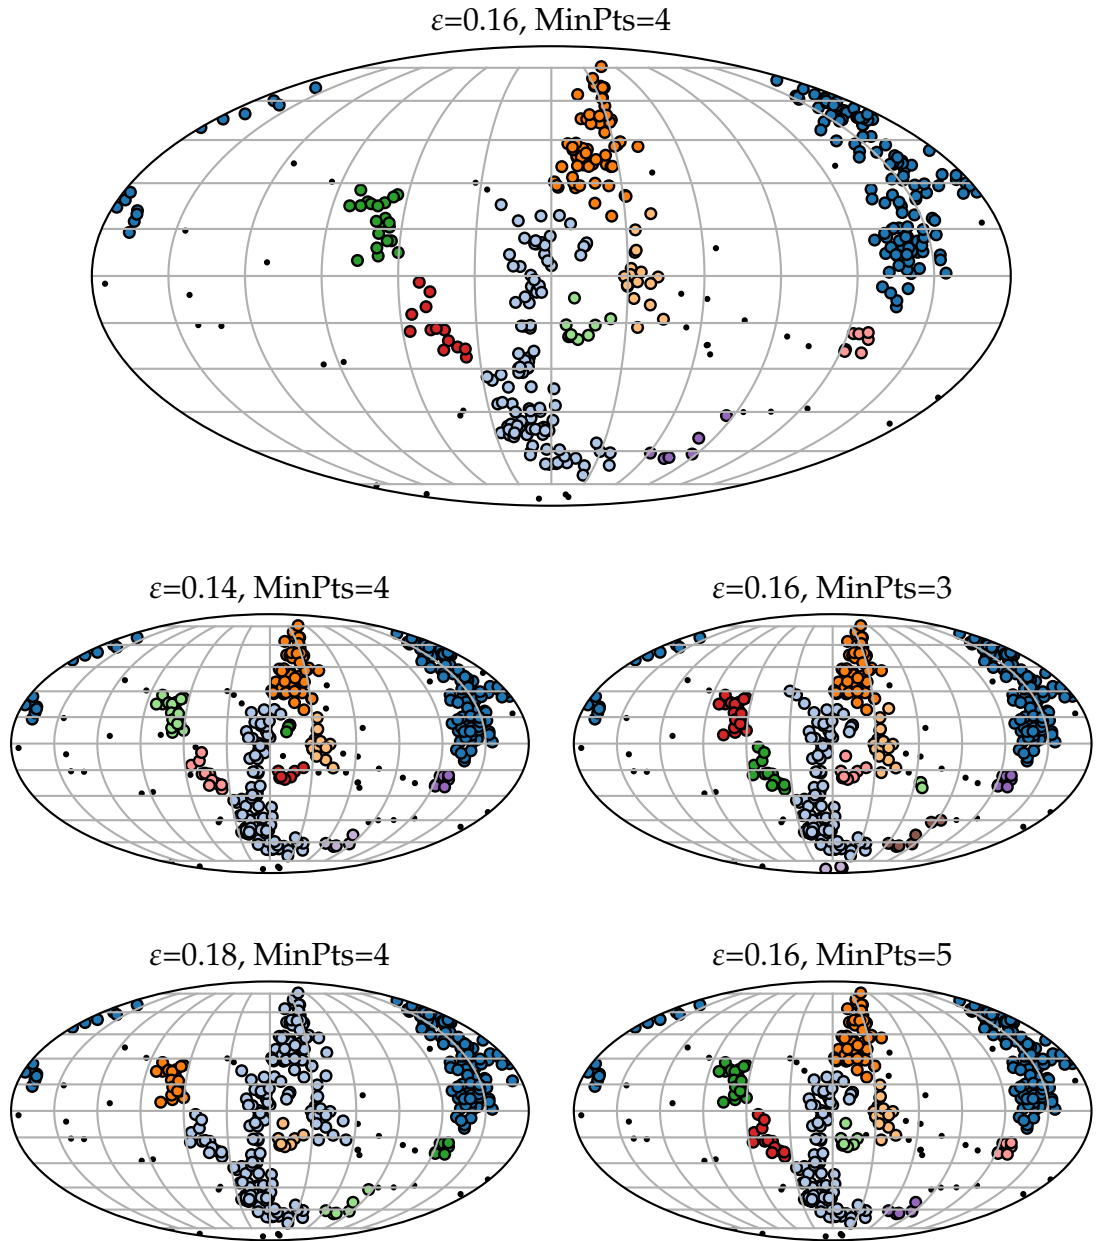 ε=0.16, MinPts=4
ε=0.14, MinPts=4
ε=0.16, MinPts=3
ε=0.18, MinPts=4
ε=0.16, MinPts=5